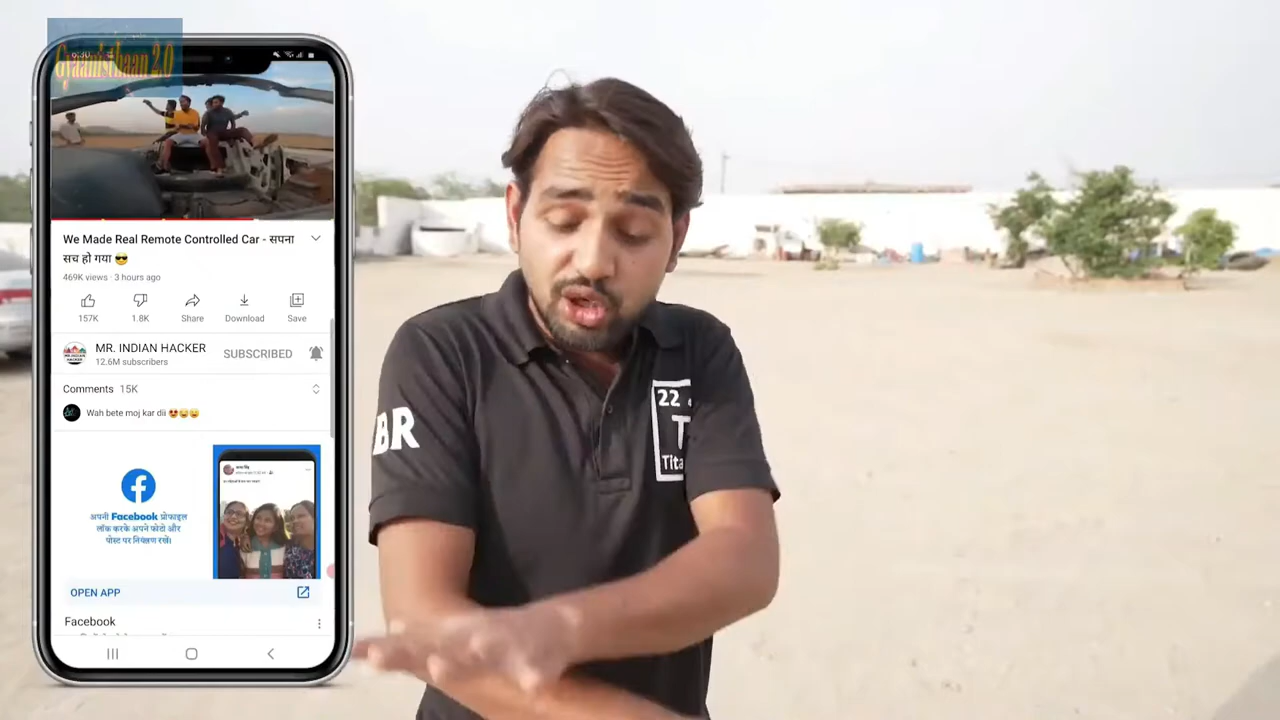 Gyaanisthaan 2.0
We Made Real Remote Controlled Car - सपना
सच हो गया 😎
469K views · 3 hours ago
157K 1.8K Share Download Save
MR. INDIAN HACKER
SUBSCRIBED
12.6M subscribers
Comments 15K
Wah bete moj kar dii 😍😄😄
अपनी Facebook प्रोफ़ाइल
लॉक करके अपने फोटो और
पोस्ट पर नियंत्रण रखें।
OPEN APP
Facebook
BR
22
T
Tita